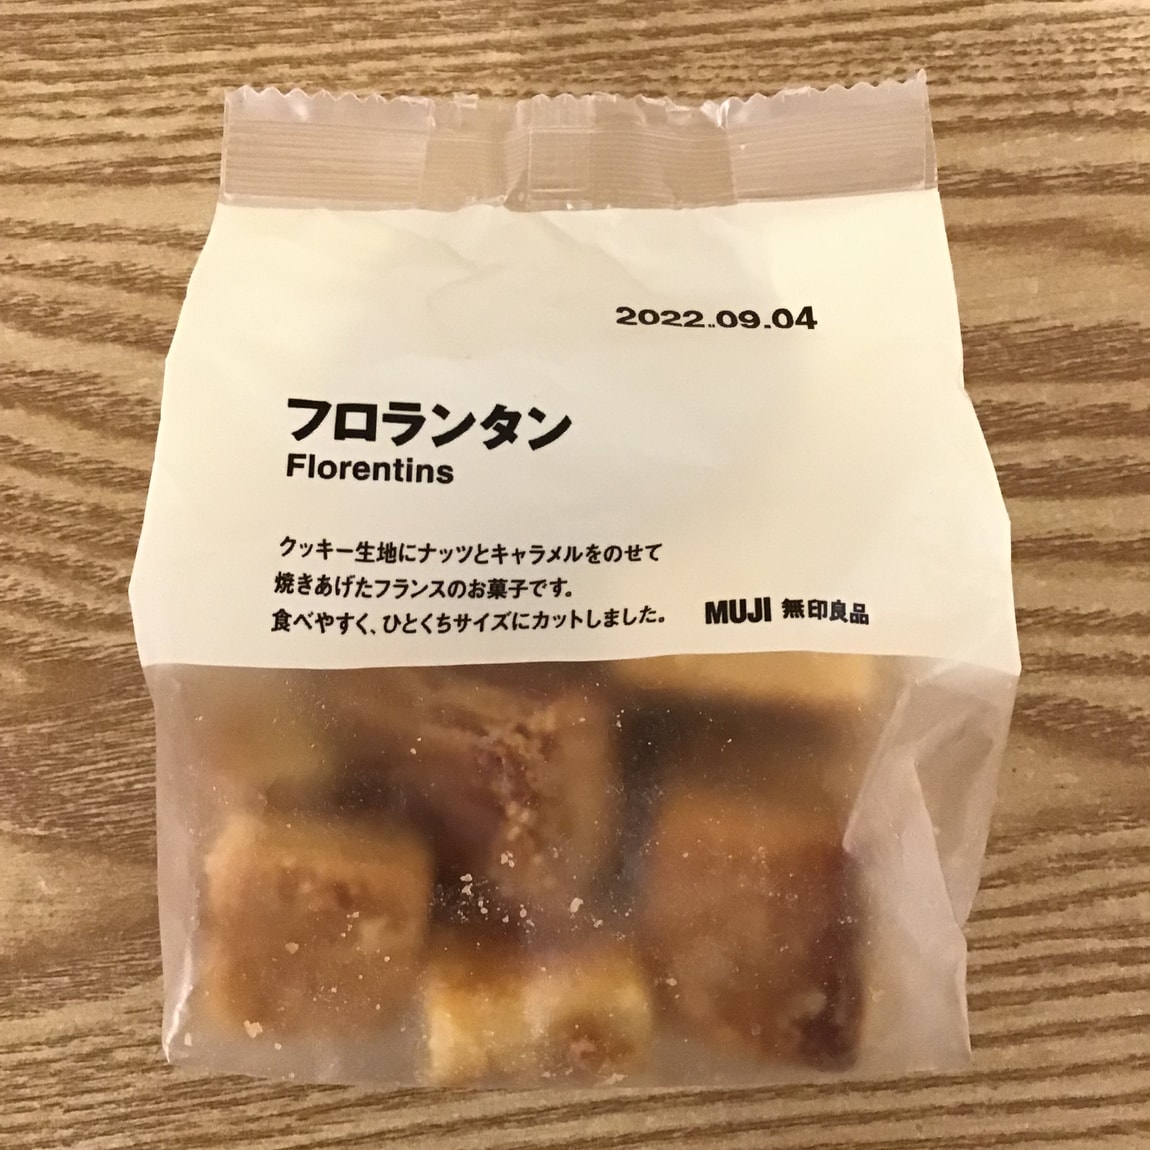 2022.09.04
フロランタン
Florentins
クッキー生地にナッツとキャラメルをのせて
焼きあげたフランスのお菓子です。
食べやすく、ひとくちサイズにカットしました。
MUJI 無印良品